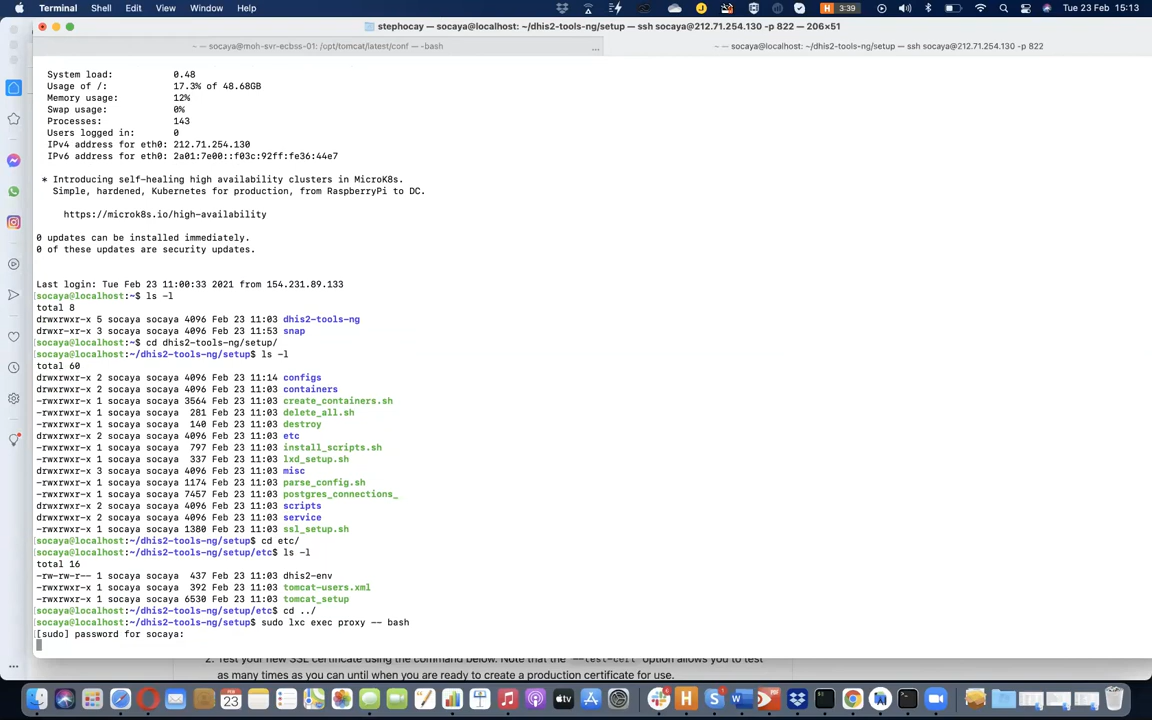 Terminal Shell Edit View Window Help 3:39 Tue 23 Feb 15:13
stephocay — socaya@localhost: ~/dhis2-tools-ng/setup — ssh socaya@212.71.254.130 -p 822 — 206×51
~ — socaya@moh-svr-ecbss-01: /opt/tomcat/latest/conf — -bash ... ~ — socaya@localhost: ~/dhis2-tools-ng/setup — ssh socaya@212.71.254.130 -p 822
System load: 0.48
Usage of /: 17.3% of 48.68GB
Memory usage: 12%
Swap usage: 0%
Processes: 143
Users logged in: 0
IPv4 address for eth0: 212.71.254.130
IPv6 address for eth0: 2a01:7e00::f03c:92ff:fe36:44e7
* Introducing self-healing high availability clusters in MicroK8s.
Simple, hardened, Kubernetes for production, from RaspberryPi to DC.
https://microk8s.io/high-availability
0 updates can be installed immediately.
0 of these updates are security updates.
Last login: Tue Feb 23 11:00:33 2021 from 154.231.89.133
[socaya@localhost:~$ ls -l
total 8
drwxrwxr-x 5 socaya socaya 4096 Feb 23 11:03 dhis2-tools-ng
drwxr-xr-x 3 socaya socaya 4096 Feb 23 11:53 snap
[socaya@localhost:~$ cd dhis2-tools-ng/setup/
[socaya@localhost:~/dhis2-tools-ng/setup$ ls -l
total 60
drwxrwxr-x 2 socaya socaya 4096 Feb 23 11:14 configs
drwxrwxr-x 2 socaya socaya 4096 Feb 23 11:03 containers
-rwxrwxr-x 1 socaya socaya 3564 Feb 23 11:03 create_containers.sh
-rwxrwxr-x 1 socaya socaya 281 Feb 23 11:03 delete_all.sh
-rwxrwxr-x 1 socaya socaya 140 Feb 23 11:03 destroy
drwxrwxr-x 2 socaya socaya 4096 Feb 23 11:03 etc
-rwxrwxr-x 1 socaya socaya 797 Feb 23 11:03 install_scripts.sh
-rwxrwxr-x 1 socaya socaya 337 Feb 23 11:03 lxd_setup.sh
drwxrwxr-x 3 socaya socaya 4096 Feb 23 11:03 misc
-rwxrwxr-x 1 socaya socaya 1174 Feb 23 11:03 parse_config.sh
-rwxrwxr-x 1 socaya socaya 7457 Feb 23 11:03 postgres_connections_
drwxrwxr-x 2 socaya socaya 4096 Feb 23 11:03 scripts
drwxrwxr-x 2 socaya socaya 4096 Feb 23 11:03 service
-rwxrwxr-x 1 socaya socaya 1380 Feb 23 11:03 ssl_setup.sh
[socaya@localhost:~/dhis2-tools-ng/setup$ cd etc/
[socaya@localhost:~/dhis2-tools-ng/setup/etc$ ls -l
total 16
-rw-rw-r-- 1 socaya socaya 437 Feb 23 11:03 dhis2-env
-rwxrwxr-x 1 socaya socaya 392 Feb 23 11:03 tomcat-users.xml
-rwxrwxr-x 1 socaya socaya 6530 Feb 23 11:03 tomcat_setup
[socaya@localhost:~/dhis2-tools-ng/setup/etc$ cd ../
[socaya@localhost:~/dhis2-tools-ng/setup$ sudo lxc exec proxy -- bash
[[sudo] password for socaya:
2. Test your new SSL certificate using the command below. Note that the --test-cert option allows you to test
as many times as you can until when you are ready to create a production certificate for use.